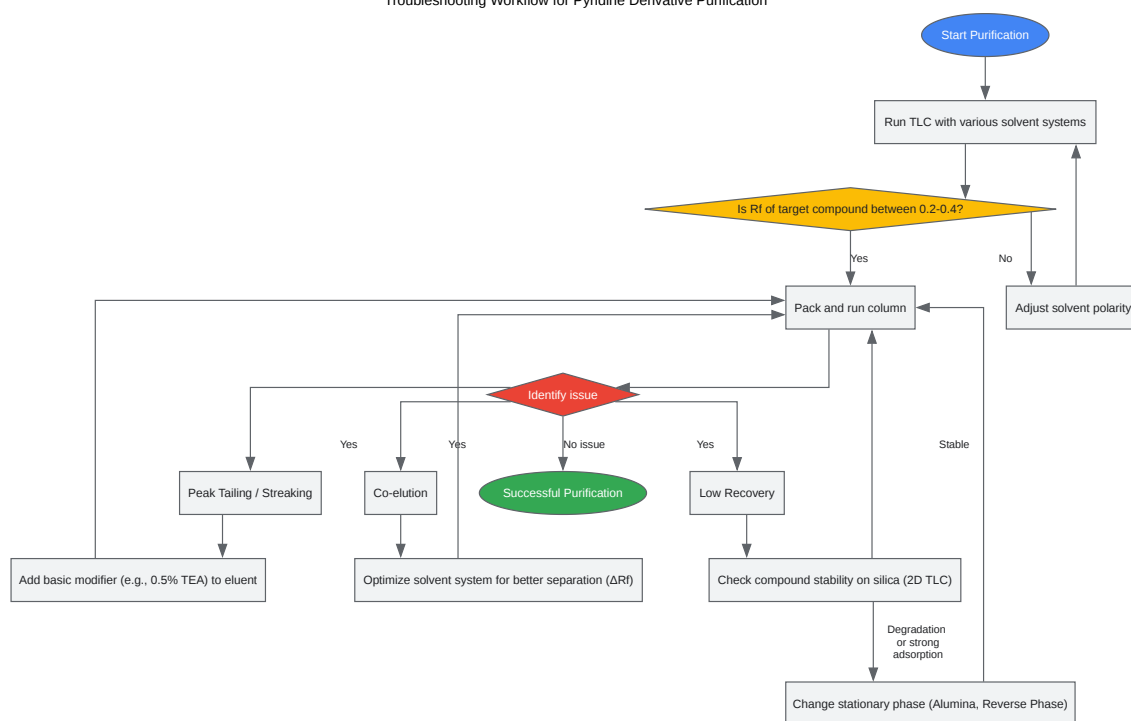 Troubleshooting Workflow for Pyridine Derivative Purification
Start Purification
Run TLC with various solvent systems
Is Rf of target compound between 0.2-0.4?
Yes
No
Pack and run column
Adjust solvent polarity
Identify issue
Yes
Yes
No issue
Yes
Stable
Peak Tailing / Streaking
Co-elution
Successful Purification
Low Recovery
Add basic modifier (e.g., 0.5% TEA) to eluent
Optimize solvent system for better separation (ΔRf)
Check compound stability on silica (2D TLC)
Degradation
or strong
adsorption
Change stationary phase (Alumina, Reverse Phase)